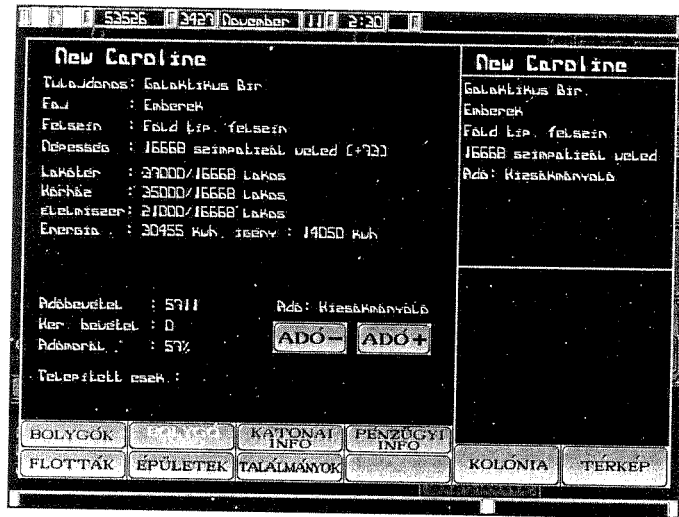 53526 3427 November 11 2:30
New Caroline
Tulajdonos: Galaktikus Bir.
Faj : Emberek
Felszín : Föld tip. felszín
Népesség : 16668 szimpatizál veled (+73)
Lakótér : 37000/16668 Lakos
Kórház : 35000/16668 Lakos
Élelmiszer: 21000/16668 Lakos
Energia : 30455 kwh. igény : 14050 kwh
Adóbevétel : 5711
Ker. bevétel : 0
Adómorál : 57%
Telepített eszk. :
Adó: Kizsákmányoló
ADÓ- ADÓ+
New Caroline
Galaktikus Bir.
Emberek
Föld tip. felszín
16668 szimpatizál veled
Adó: Kizsákmányoló
BOLYGÓK BOLYGÓ KATONAI INFO PÉNZÜGYI INFO
FLOTTÁK ÉPÜLETEK TALÁLMÁNYOK KOLÓNIA TÉRKÉP